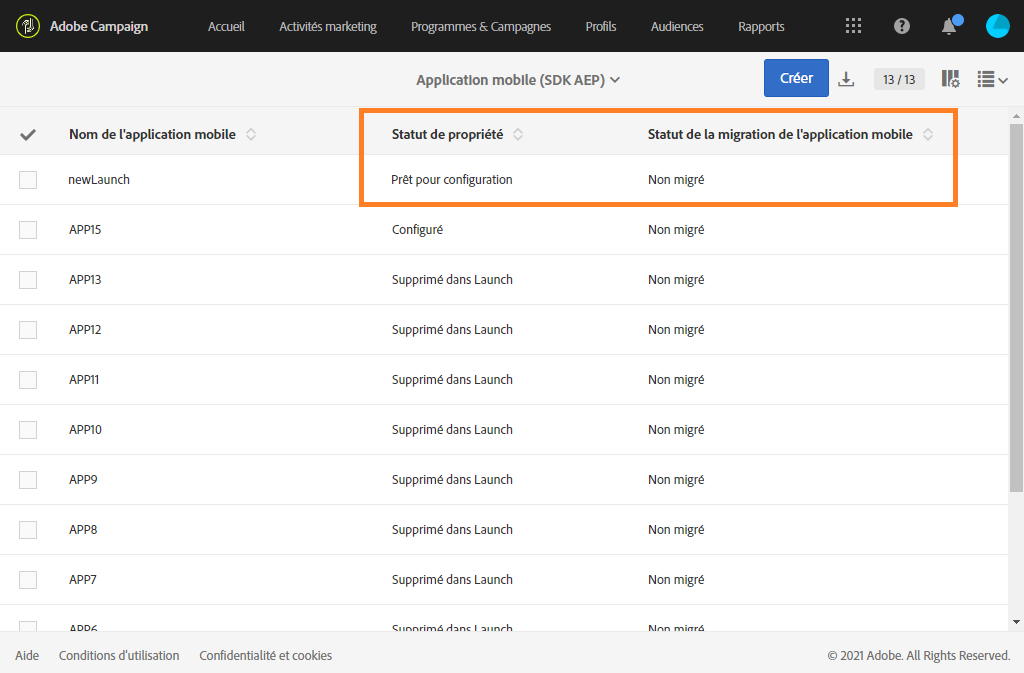 Adobe Campaign Accueil Activités marketing Programmes & Campagnes Profils Audiences Rapports
Application mobile (SDK AEP) Créer 13 / 13
Nom de l'application mobile Statut de propriété Statut de la migration de l'application mobile
newLaunch Prêt pour configuration Non migré
APP15 Configuré Non migré
APP13 Supprimé dans Launch Non migré
APP12 Supprimé dans Launch Non migré
APP11 Supprimé dans Launch Non migré
APP10 Supprimé dans Launch Non migré
APP9 Supprimé dans Launch Non migré
APP8 Supprimé dans Launch Non migré
APP7 Supprimé dans Launch Non migré
APP6 Supprimé dans Launch Non migré
Aide Conditions d'utilisation Confidentialité et cookies © 2021 Adobe. All Rights Reserved.